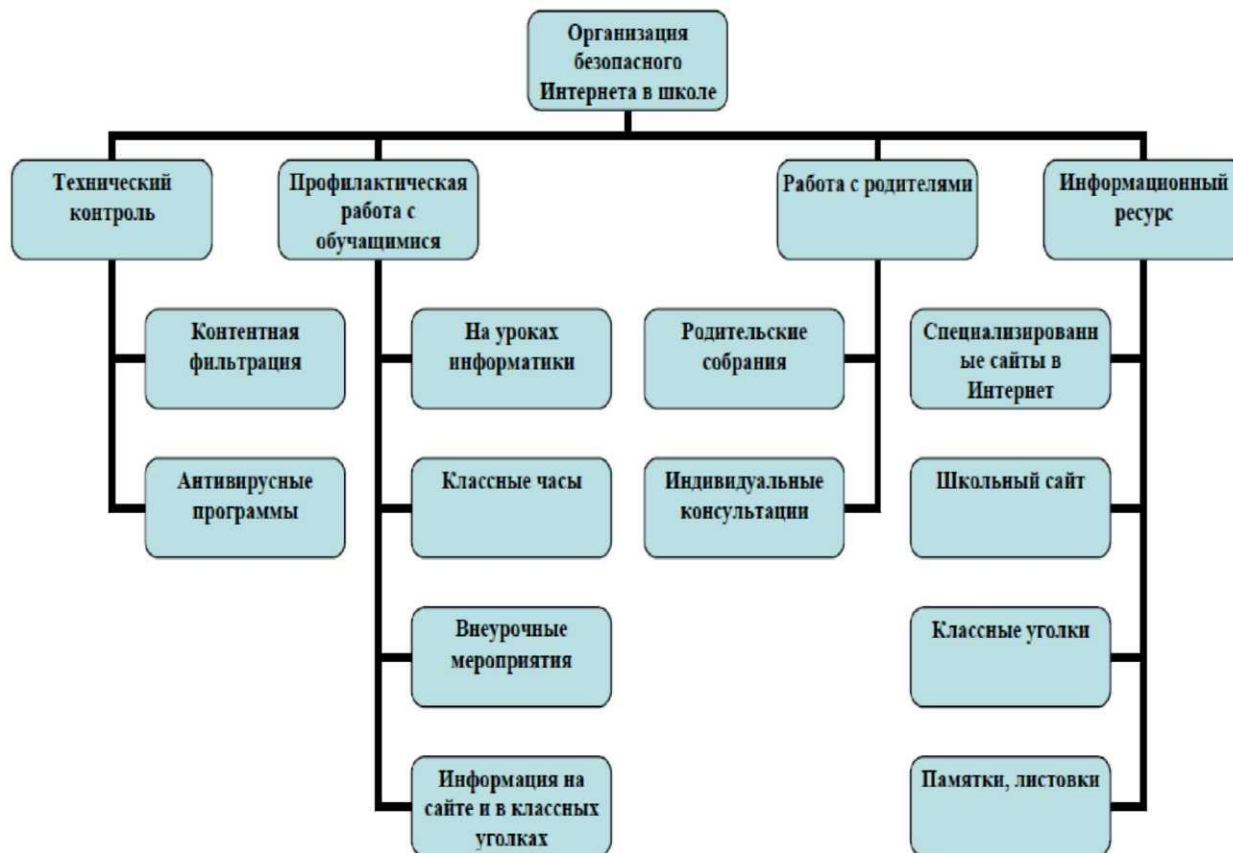 Организация
безопасного
Интернета в школе
Технический
контроль
Профилактическая
работа с
обучащимися
Работа с родителями
Информационный
ресурс
Контентная
фильтрация
Антивирусные
программы
На уроках
информатики
Классные часы
Внеурочные
мероприятия
Информация на
сайте и в классных
уголках
Родительские
собрания
Индивидуальные
консультации
Специализированн
ые сайты в
Интернет
Школьный сайт
Классные уголки
Памятки, листовки